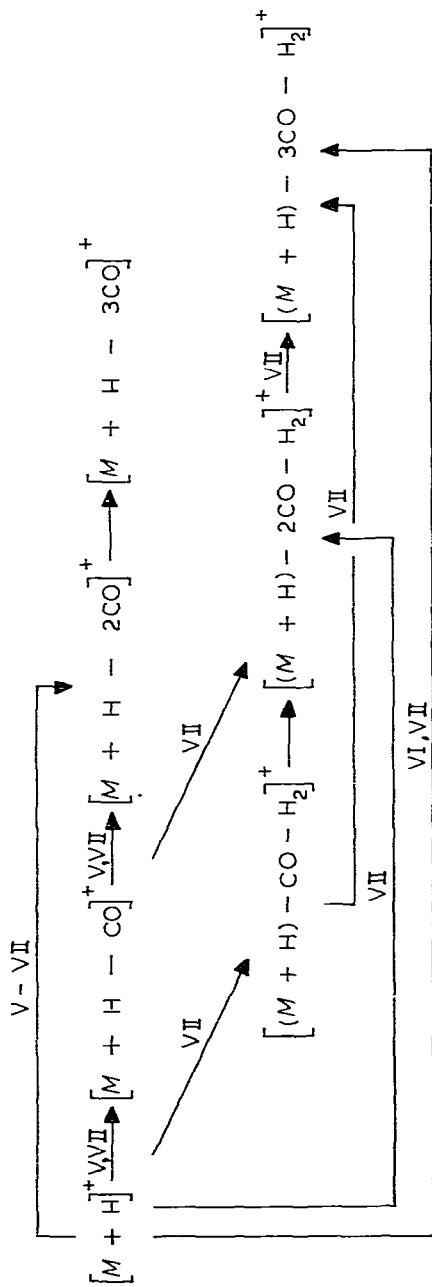 V – VII
[M + H]⁺ V,VII [M + H – CO]⁺ V,VII [M + H – 2CO]⁺ [M + H – 3CO]⁺
VII VII
[(M + H) – CO – H₂]⁺ [(M + H) – 2CO – H₂]⁺ VII [(M + H) – 3CO – H₂]⁺
VII
VII
VI, VII